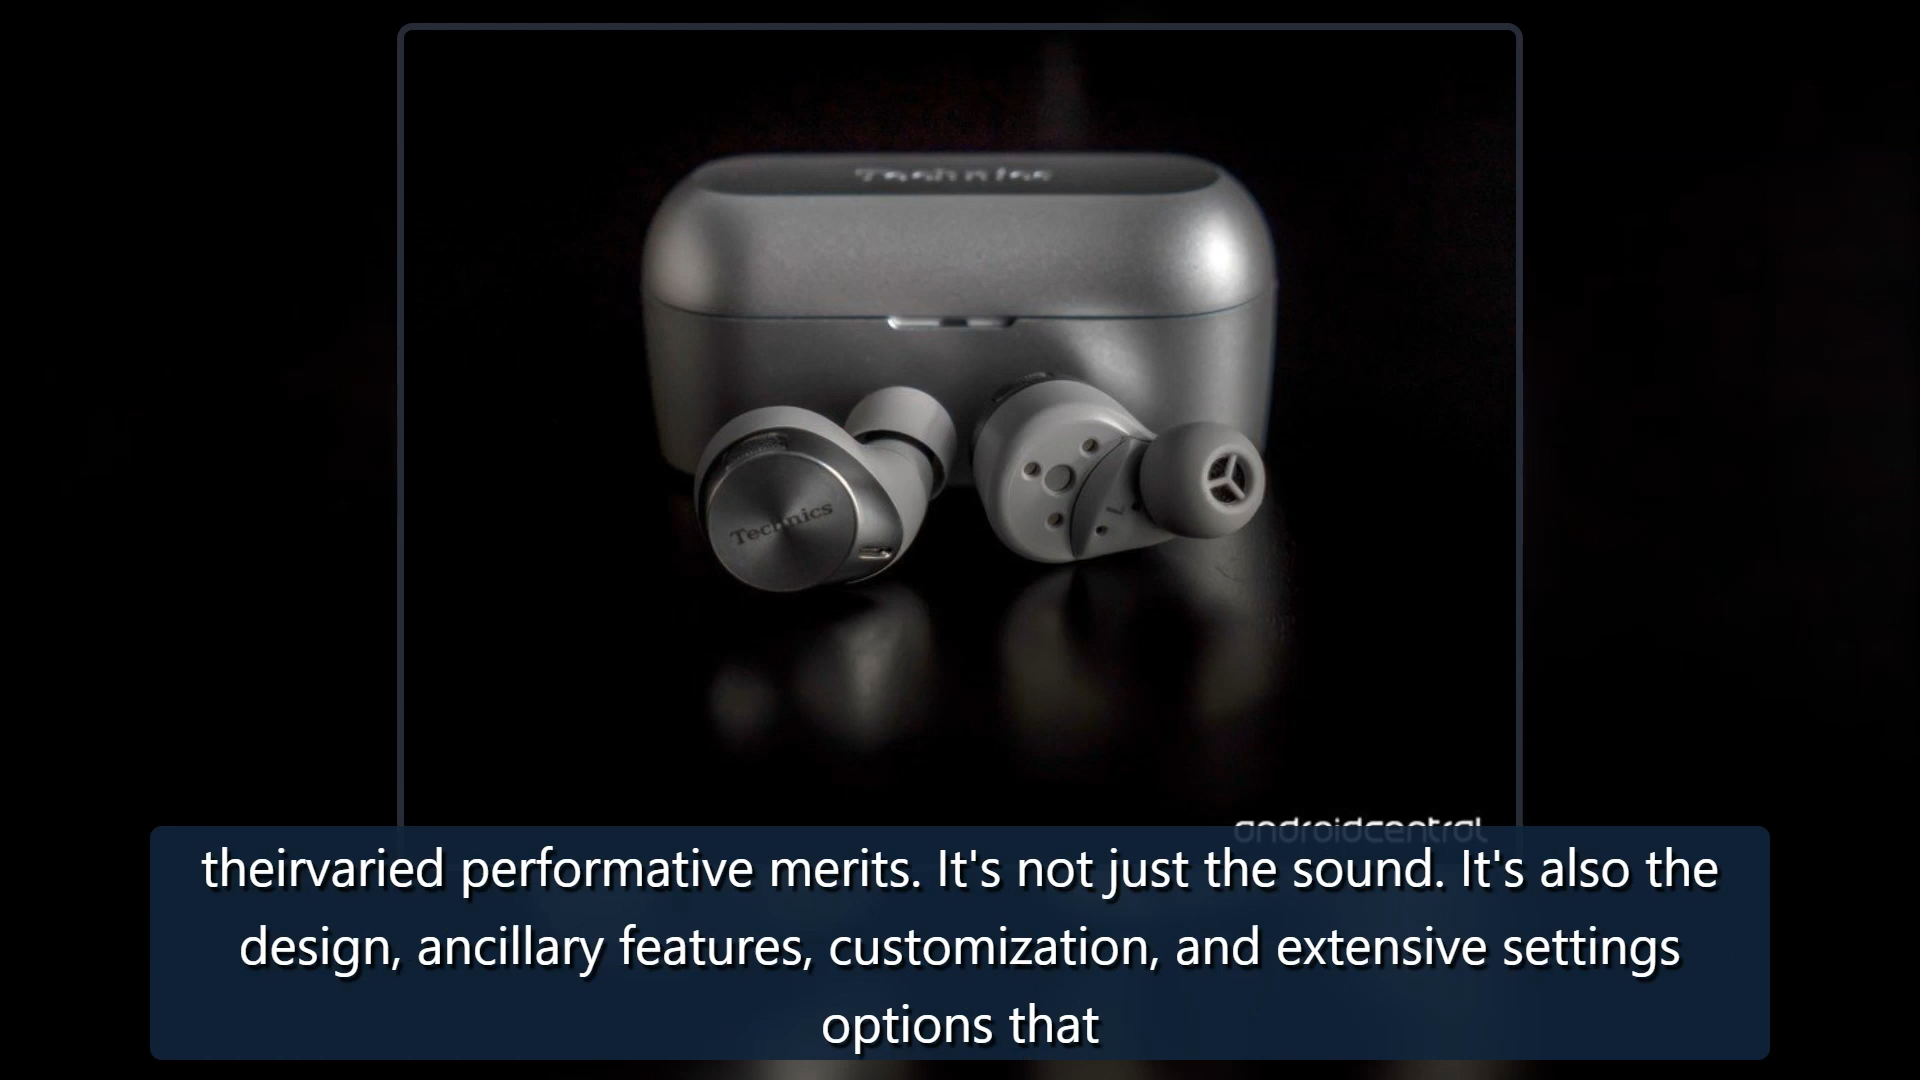 Technics
Technics
L
androidcentral
theirvaried performative merits. It's not just the sound. It's also the
design, ancillary features, customization, and extensive settings
options that